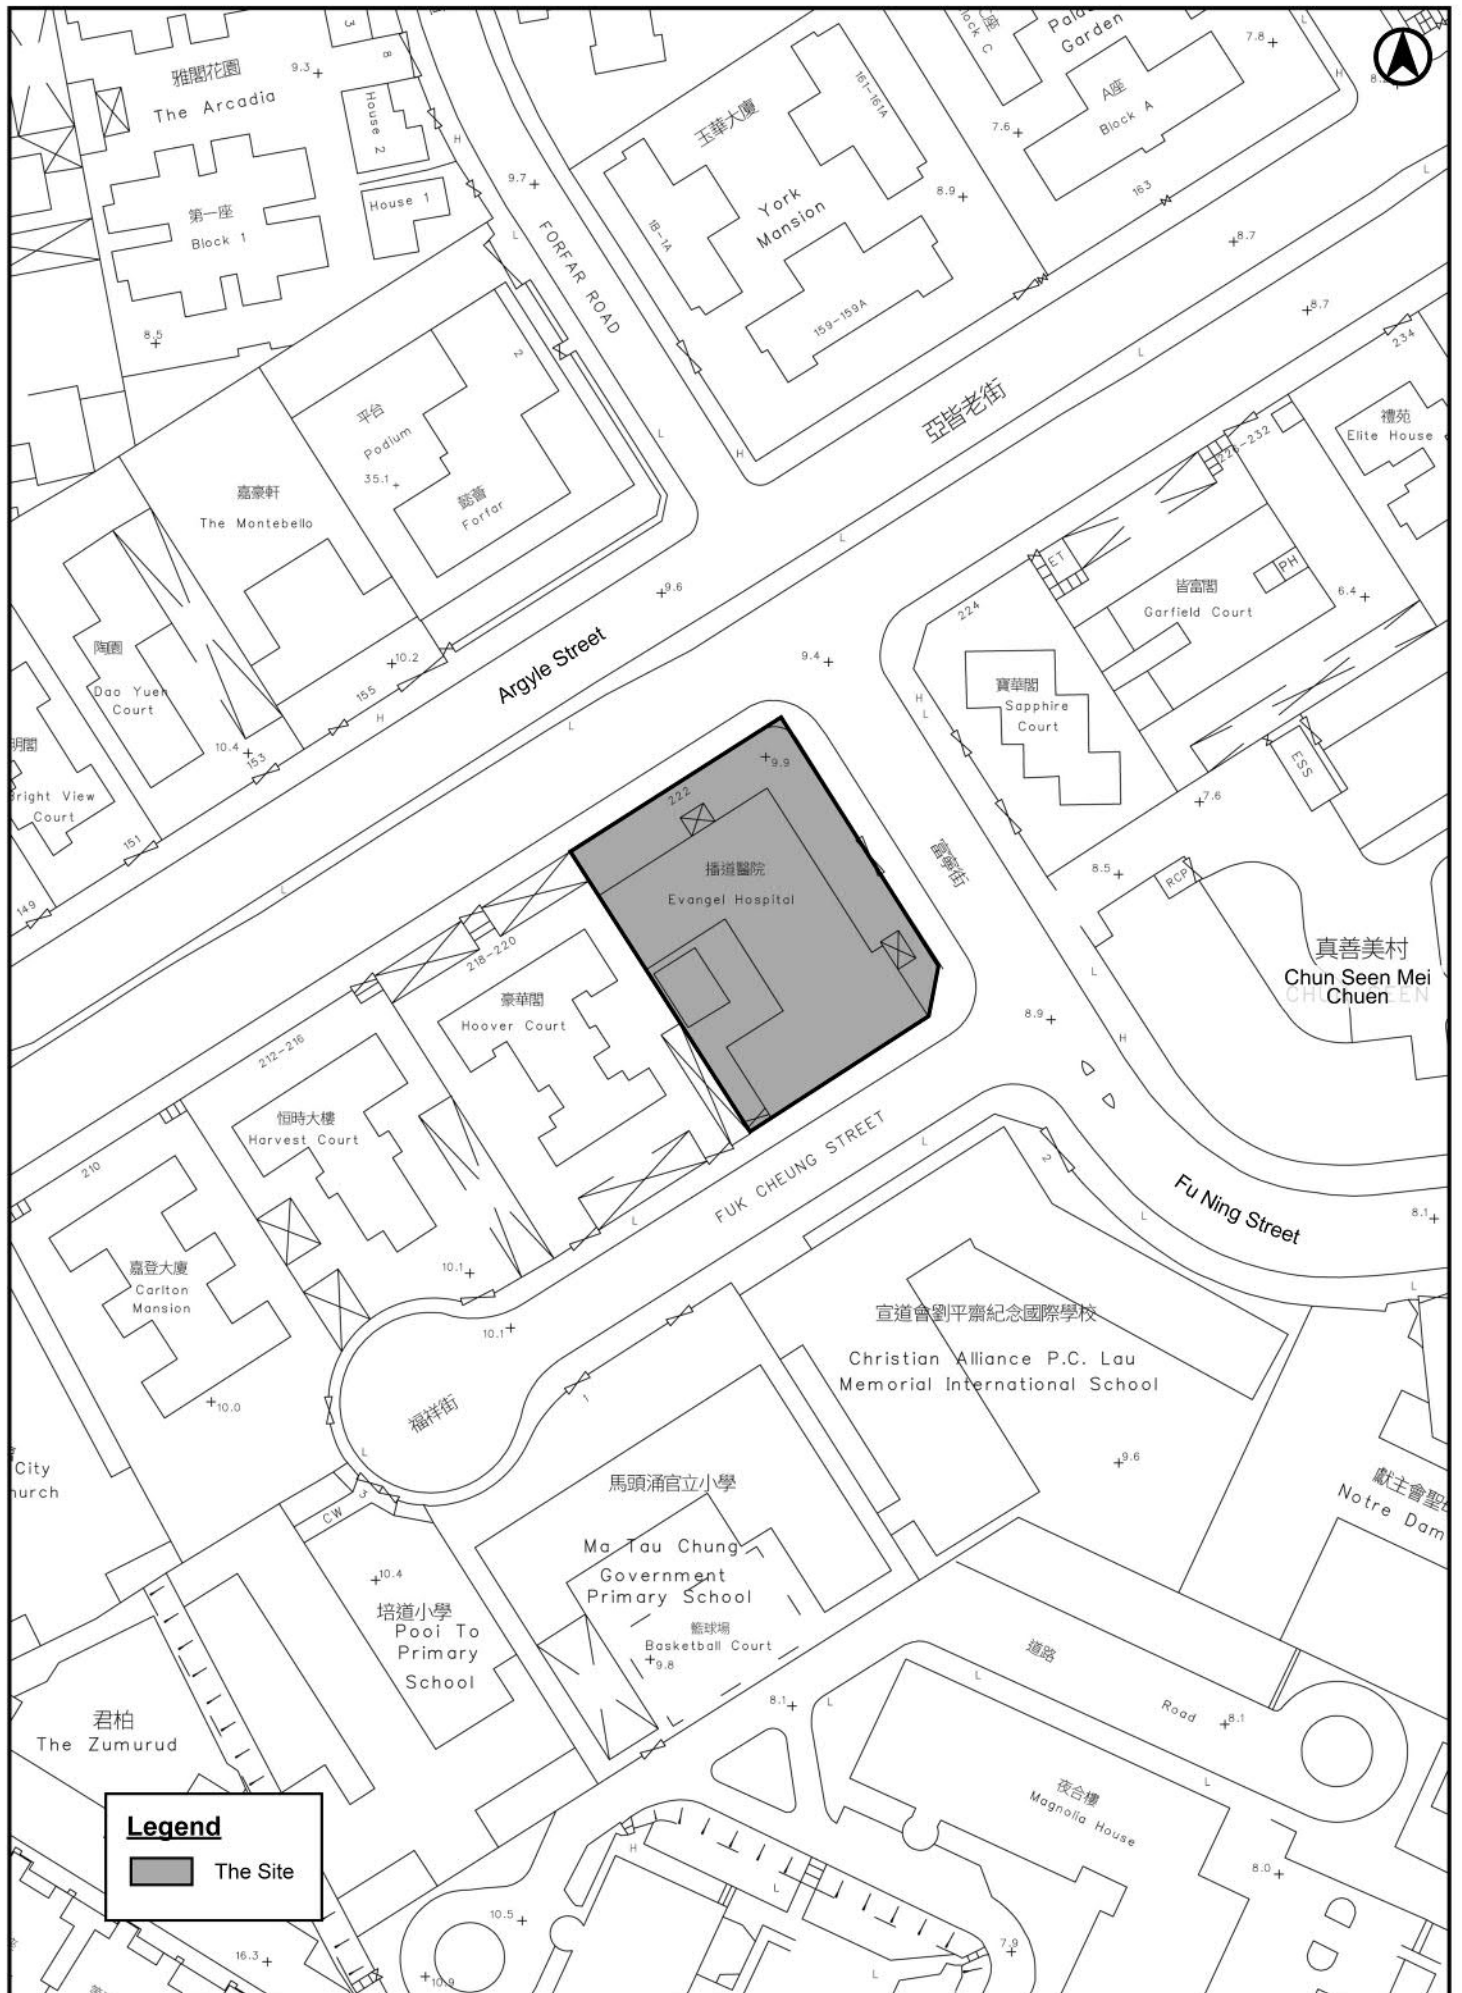 3
8
雅閣花園
The Arcadia
9.3
House 2
House 1
第一座
Block 1
8.5
9.7
FORFAR ROAD
玉華大廈
161-161A
1B-1A
York
Mansion
159-159A
8.9
Garden
7.8
A座
Block A
7.6
163
8.7
8.7
亞皆老街
234
禮苑
Elite House
226-232
2
平台
Podium
35.1
懿薈
Forfar
嘉豪軒
The Montebello
ET
PH
皆富閣
Garfield Court
6.4
224
9.6
陶園
Dao Yuen
Court
10.2
155
Argyle Street
9.4
寶華閣
Sapphire
Court
10.4
153
ESS
7.6
Court
151
149
9.9
222
播道醫院
Evangel Hospital
富寧街
8.5
RCP
真善美村
Chun Seen Mei
Chuen
218-220
豪華閣
Hoover Court
8.9
212-216
恒時大樓
Harvest Court
210
FUK CHEUNG STREET
2
Fu Ning Street
8.1
嘉登大廈
Carlton
Mansion
10.1
10.1
10.0
福祥街
1
宣道會劉平齋紀念國際學校
Christian Alliance P.C. Lau
Memorial International School
9.6
City
CW
3
馬頭涌官立小學
Ma Tau Chung
Government
Primary School
籃球場
Basketball Court
9.8
10.4
培道小學
Pooi To
Primary
School
Notre Dam
道路
Road
8.1
8.1
君柏
The Zumurud
夜合樓
Magnolia House
8.0
Legend
The Site
10.5
16.3
10.9
7.9